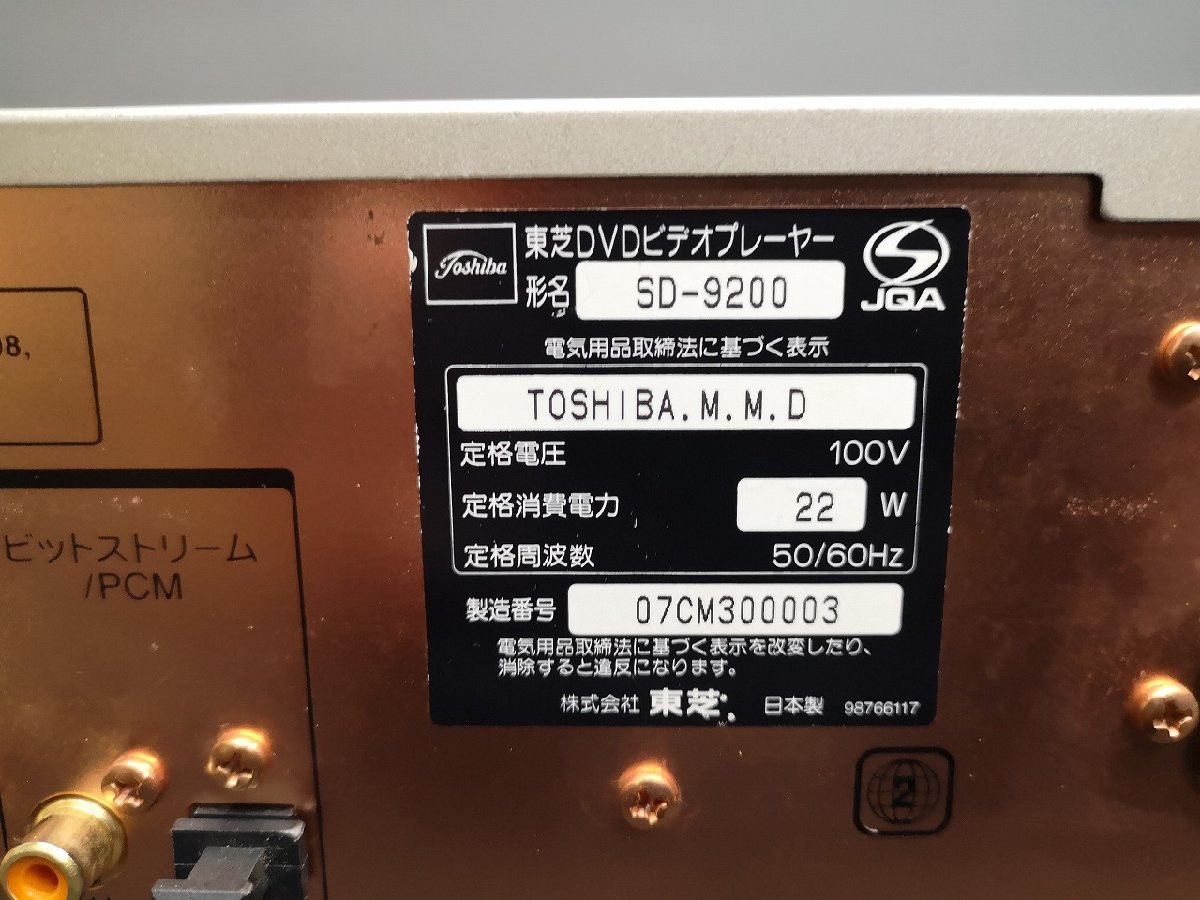 Toshiba
東芝DVDビデオプレーヤー
形名 SD-9200
JQA
電気用品取締法に基づく表示
TOSHIBA.M.M.D
定格電圧 100V
定格消費電力 22 W
定格周波数 50/60Hz
製造番号 07CM300003
電気用品取締法に基づく表示を改変したり、
消除すると違反になります。
株式会社 東芝 日本製 98766117
2
ビットストリーム
/PCM